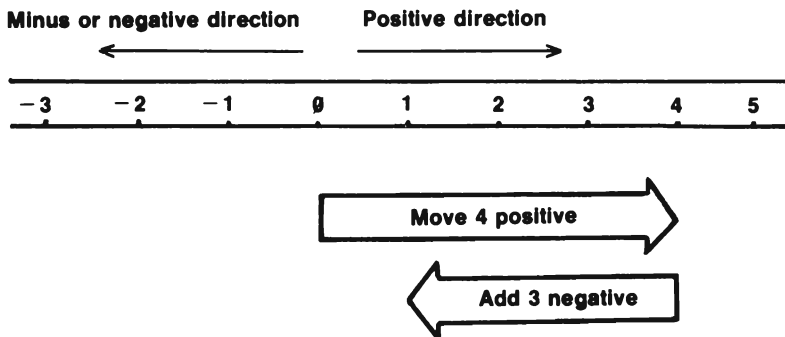 Minus or negative direction Positive direction
−3 −2 −1 0 1 2 3 4 5
Move 4 positive
Add 3 negative